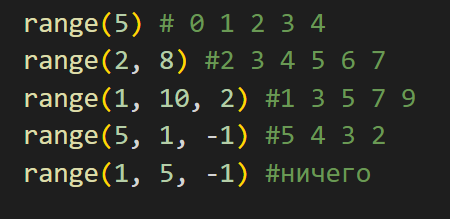 range(5) # 0 1 2 3 4
range(2, 8) #2 3 4 5 6 7
range(1, 10, 2) #1 3 5 7 9
range(5, 1, -1) #5 4 3 2
range(1, 5, -1) #ничего